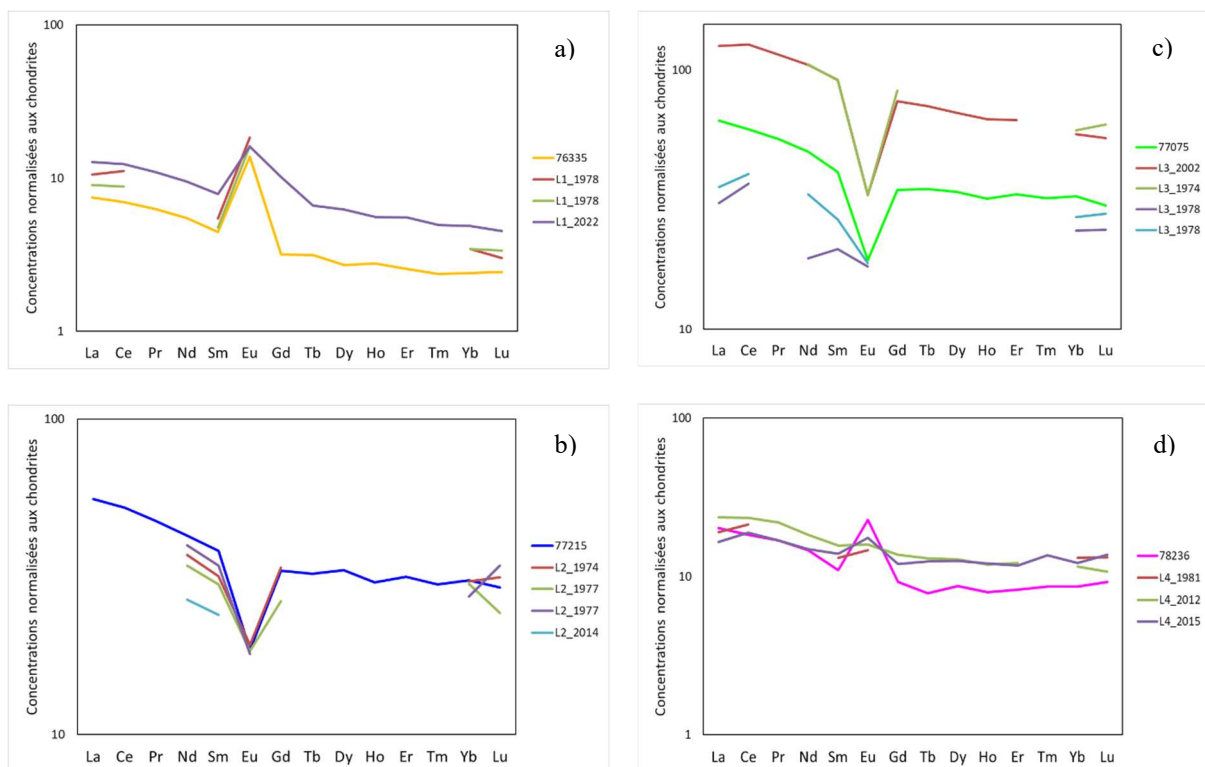 a)
Concentrations normalisées aux chondrites
100
10
1
La Ce Pr Nd Sm Eu Gd Tb Dy Ho Er Tm Yb Lu
76335
L1_1978
L1_1978
L1_2022
c)
Concentrations normalisées aux chondrites
100
10
La Ce Pr Nd Sm Eu Gd Tb Dy Ho Er Tm Yb Lu
77075
L3_2002
L3_1974
L3_1978
L3_1978
b)
Concentrations normalisées aux chondrites
100
10
La Ce Pr Nd Sm Eu Gd Tb Dy Ho Er Tm Yb Lu
77215
L2_1974
L2_1977
L2_1977
L2_2014
d)
Concentrations normalisées aux chondrites
100
10
1
La Ce Pr Nd Sm Eu Gd Tb Dy Ho Er Tm Yb Lu
78236
L4_1981
L4_2012
L4_2015